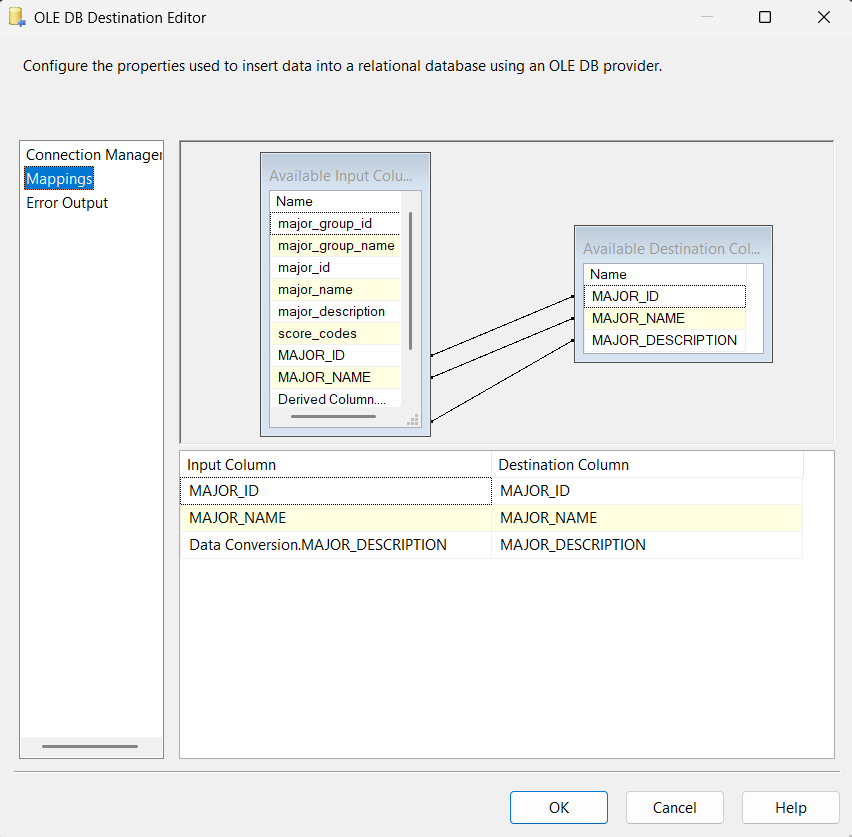 OLE DB Destination Editor
Configure the properties used to insert data into a relational database using an OLE DB provider.
Connection Manager
Mappings
Error Output
Available Input Colu...
Name
major_group_id
major_group_name
major_id
major_name
major_description
score_codes
MAJOR_ID
MAJOR_NAME
Derived Column....
Available Destination Col...
Name
MAJOR_ID
MAJOR_NAME
MAJOR_DESCRIPTION
Input Column Destination Column
MAJOR_ID MAJOR_ID
MAJOR_NAME MAJOR_NAME
Data Conversion.MAJOR_DESCRIPTION MAJOR_DESCRIPTION
OK Cancel Help